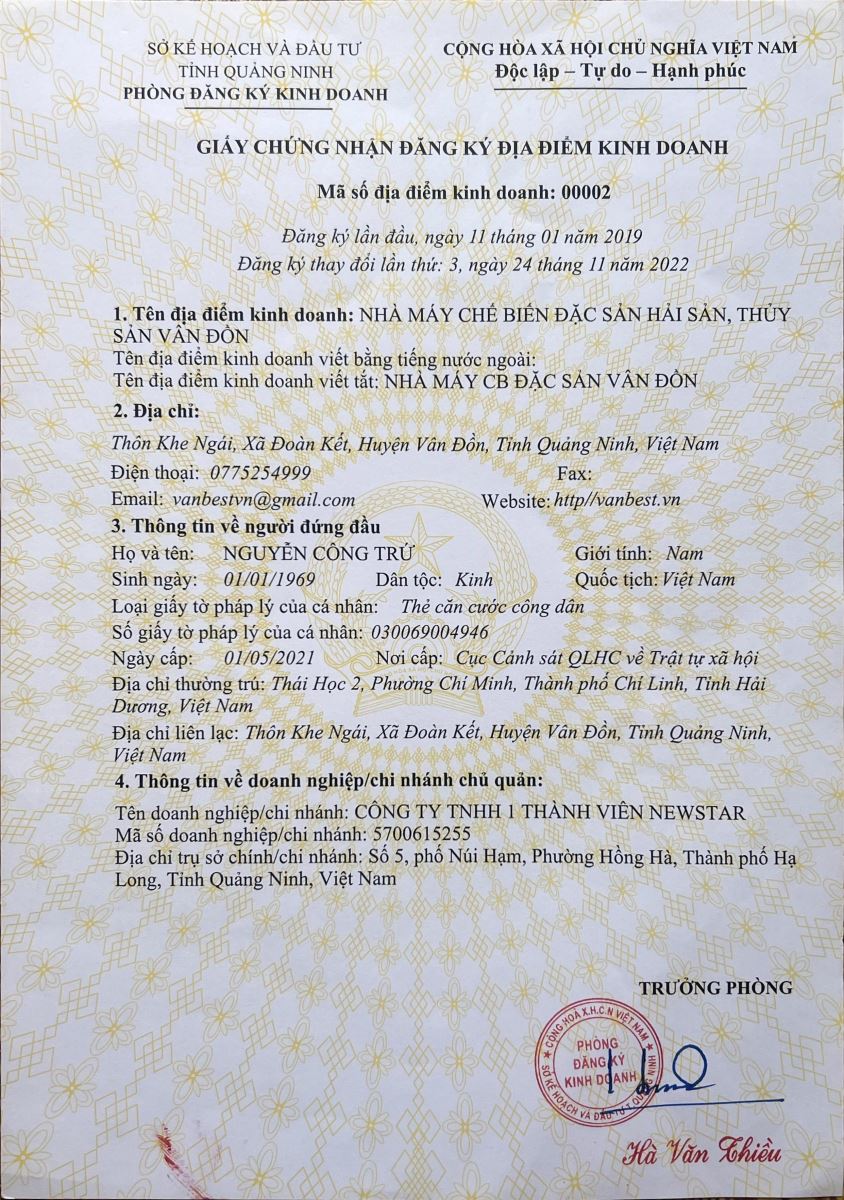 SỞ KẾ HOẠCH VÀ ĐẦU TƯ
TỈNH QUẢNG NINH
PHÒNG ĐĂNG KÝ KINH DOANH
CỘNG HÒA XÃ HỘI CHỦ NGHĨA VIỆT NAM
Độc lập – Tự do – Hạnh phúc
GIẤY CHỨNG NHẬN ĐĂNG KÝ ĐỊA ĐIỂM KINH DOANH
Mã số địa điểm kinh doanh: 00002
Đăng ký lần đầu, ngày 11 tháng 01 năm 2019
Đăng ký thay đổi lần thứ: 3, ngày 24 tháng 11 năm 2022
1. Tên địa điểm kinh doanh: NHÀ MÁY CHẾ BIẾN ĐẶC SẢN HẢI SẢN, THỦY
SẢN VÂN ĐỒN
Tên địa điểm kinh doanh viết bằng tiếng nước ngoài:
Tên địa điểm kinh doanh viết tắt: NHÀ MÁY CB ĐẶC SẢN VÂN ĐỒN
2. Địa chỉ:
Thôn Khe Ngái, Xã Đoàn Kết, Huyện Vân Đồn, Tỉnh Quảng Ninh, Việt Nam
Điện thoại: 0775254999 Fax:
Email: vanbestvn@gmail.com Website: http//vanbest.vn
3. Thông tin về người đứng đầu
Họ và tên: NGUYỄN CÔNG TRỨ Giới tính: Nam
Sinh ngày: 01/01/1969 Dân tộc: Kinh Quốc tịch: Việt Nam
Loại giấy tờ pháp lý của cá nhân: Thẻ căn cước công dân
Số giấy tờ pháp lý của cá nhân: 030069004946
Ngày cấp: 01/05/2021 Nơi cấp: Cục Cảnh sát QLHC về Trật tự xã hội
Địa chỉ thường trú: Thái Học 2, Phường Chí Minh, Thành phố Chí Linh, Tỉnh Hải
Dương, Việt Nam
Địa chỉ liên lạc: Thôn Khe Ngái, Xã Đoàn Kết, Huyện Vân Đồn, Tỉnh Quảng Ninh,
Việt Nam
4. Thông tin về doanh nghiệp/chi nhánh chủ quản:
Tên doanh nghiệp/chi nhánh: CÔNG TY TNHH 1 THÀNH VIÊN NEWSTAR
Mã số doanh nghiệp/chi nhánh: 5700615255
Địa chỉ trụ sở chính/chi nhánh: Số 5, phố Núi Hạm, Phường Hồng Hà, Thành phố Hạ
Long, Tỉnh Quảng Ninh, Việt Nam
TRƯỞNG PHÒNG
CỘNG HÒA X.H.C.N VIỆT NAM
PHÒNG
ĐĂNG KÝ
KINH DOANH
SỞ KẾ HOẠCH VÀ ĐẦU TƯ T QUẢNG NINH
Hà Văn Chiều